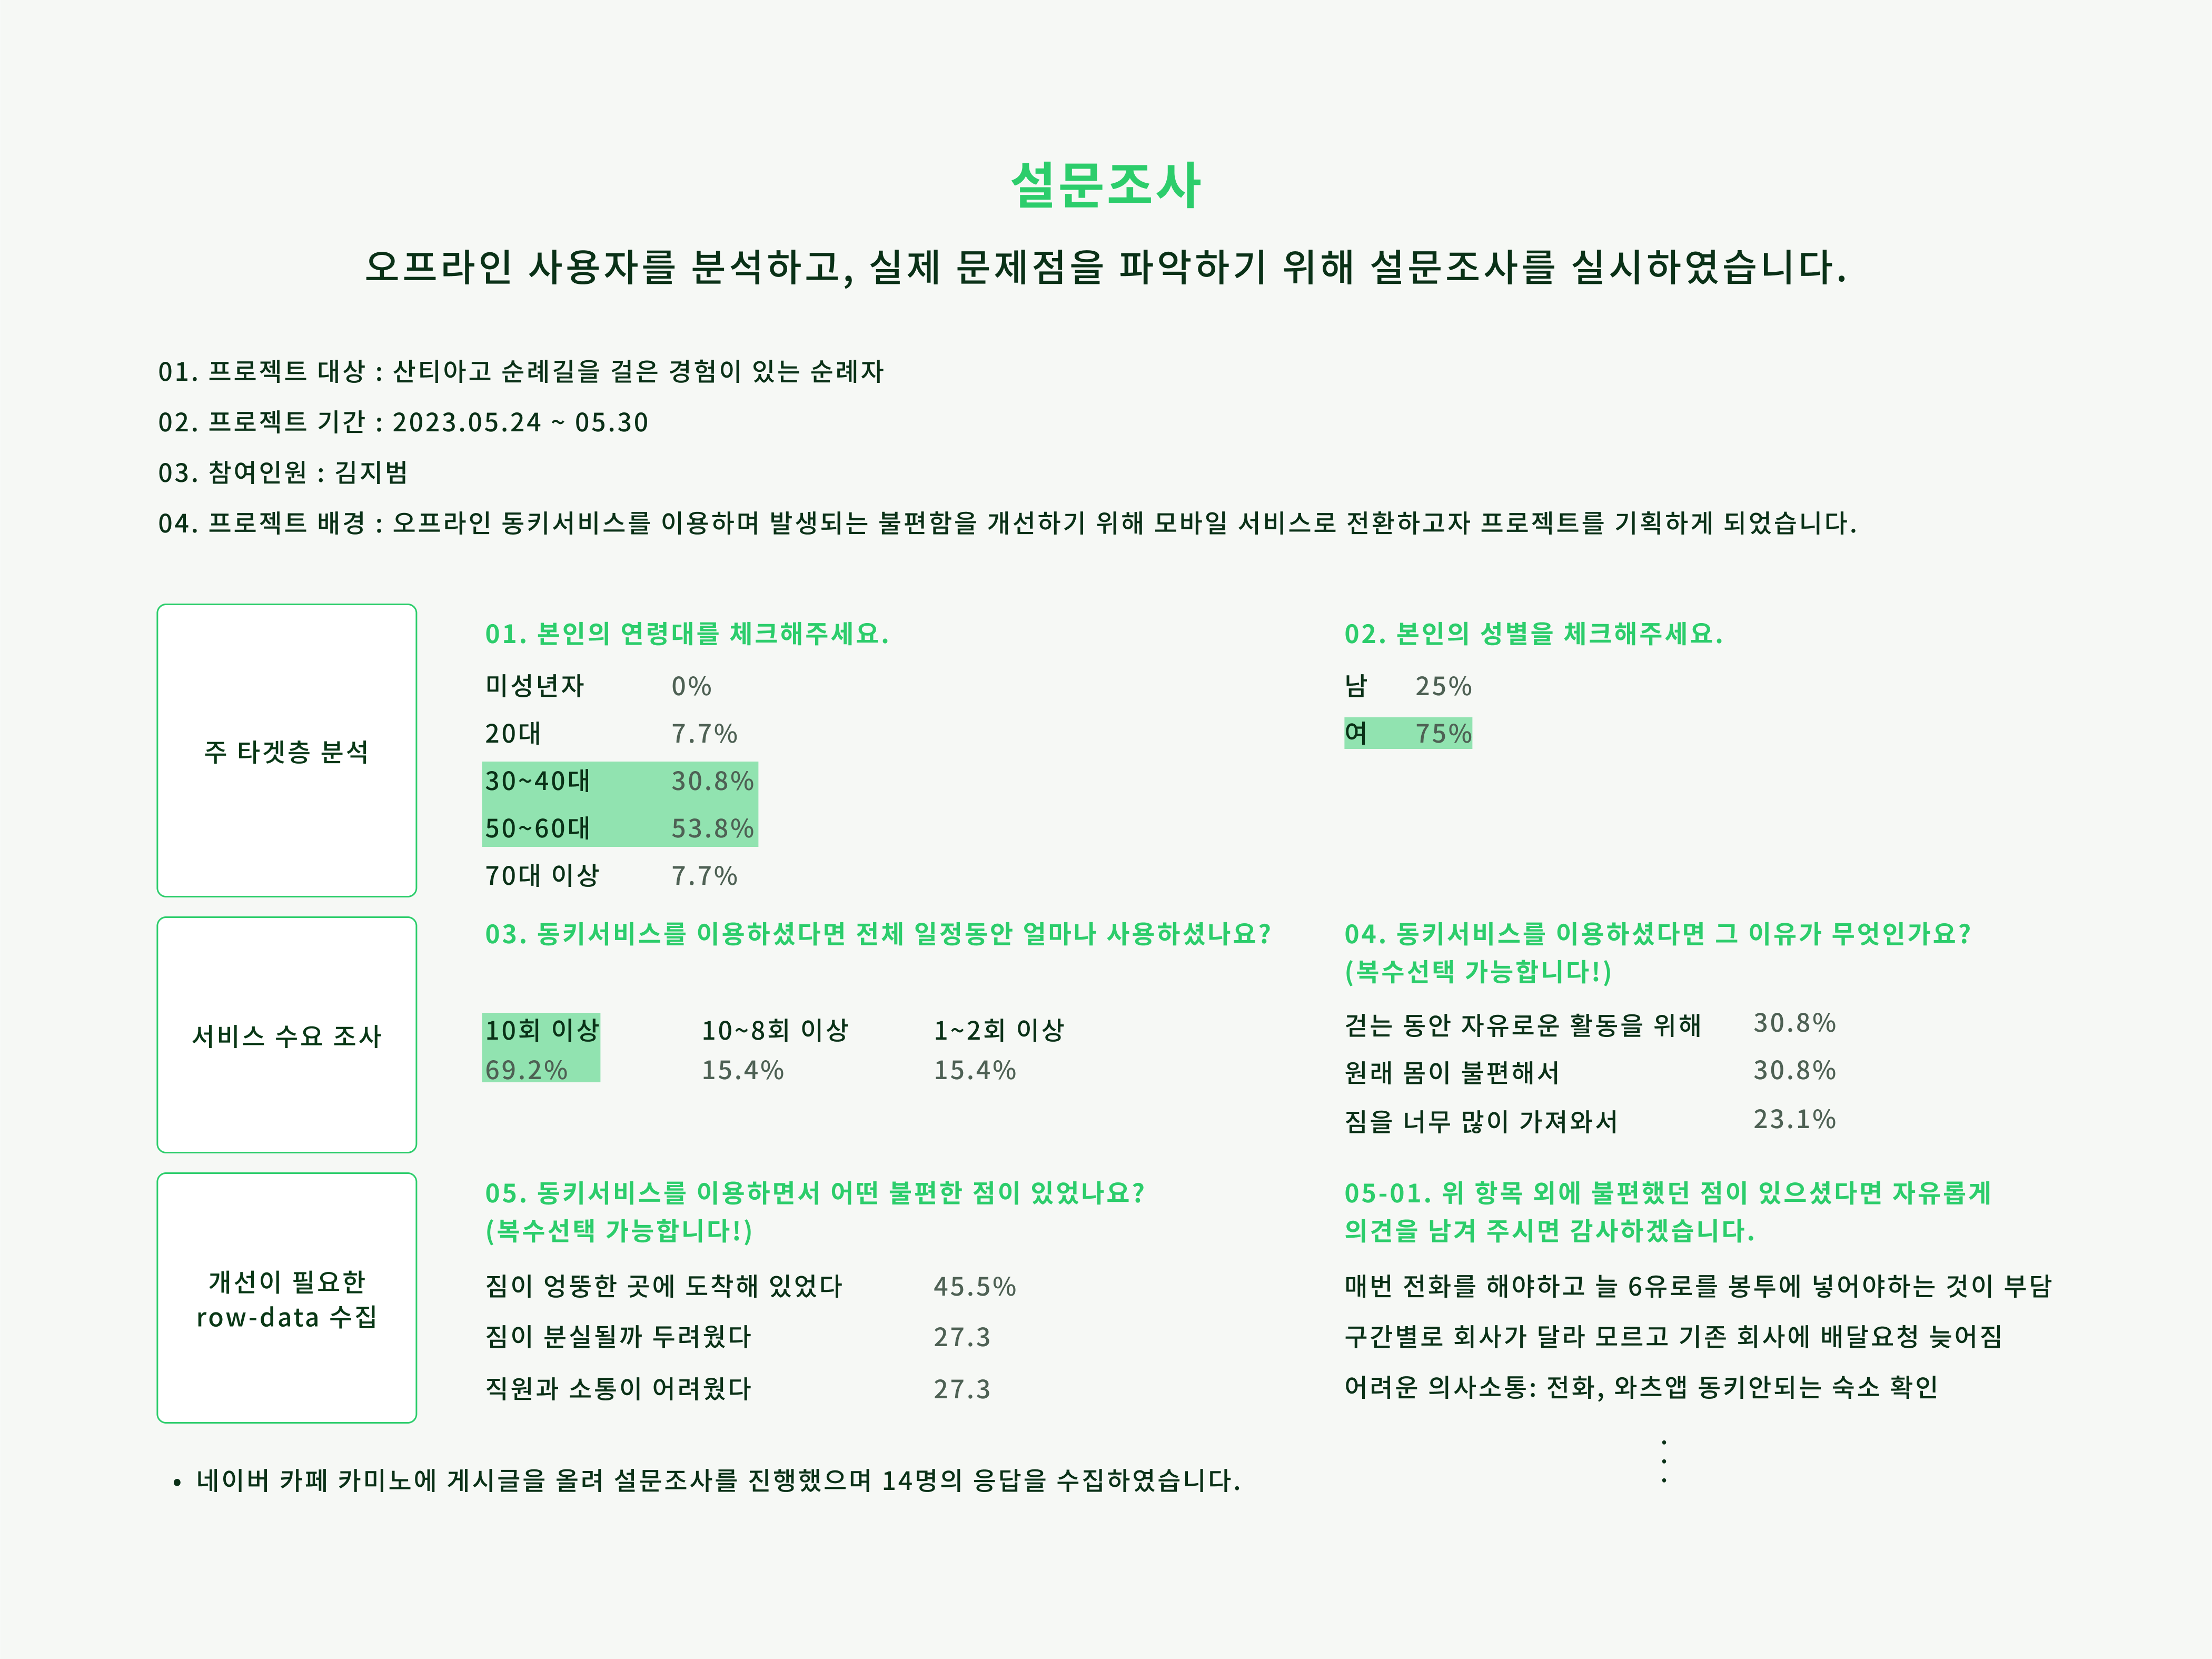 설문조사
오프라인 사용자를 분석하고, 실제 문제점을 파악하기 위해 설문조사를 실시하였습니다.
01. 프로젝트 대상 : 산티아고 순례길을 걸은 경험이 있는 순례자
02. 프로젝트 기간 : 2023.05.24 ~ 05.30
03. 참여인원 : 김지범
04. 프로젝트 배경 : 오프라인 동키서비스를 이용하며 발생되는 불편함을 개선하기 위해 모바일 서비스로 전환하고자 프로젝트를 기획하게 되었습니다.
주 타겟층 분석
01. 본인의 연령대를 체크해주세요.
미성년자 0%
20대 7.7%
30~40대 30.8%
50~60대 53.8%
70대 이상 7.7%
02. 본인의 성별을 체크해주세요.
남 25%
여 75%
서비스 수요 조사
03. 동키서비스를 이용하셨다면 전체 일정동안 얼마나 사용하셨나요?
10회 이상 10~8회 이상 1~2회 이상
69.2% 15.4% 15.4%
04. 동키서비스를 이용하셨다면 그 이유가 무엇인가요?
(복수선택 가능합니다!)
걷는 동안 자유로운 활동을 위해 30.8%
원래 몸이 불편해서 30.8%
짐을 너무 많이 가져와서 23.1%
개선이 필요한
row-data 수집
05. 동키서비스를 이용하면서 어떤 불편한 점이 있었나요?
(복수선택 가능합니다!)
짐이 엉뚱한 곳에 도착해 있었다 45.5%
짐이 분실될까 두려웠다 27.3
직원과 소통이 어려웠다 27.3
05-01. 위 항목 외에 불편했던 점이 있으셨다면 자유롭게
의견을 남겨 주시면 감사하겠습니다.
매번 전화를 해야하고 늘 6유로를 봉투에 넣어야하는 것이 부담
구간별로 회사가 달라 모르고 기존 회사에 배달요청 늦어짐
어려운 의사소통: 전화, 와츠앱 동키안되는 숙소 확인
.
.
.
• 네이버 카페 카미노에 게시글을 올려 설문조사를 진행했으며 14명의 응답을 수집하였습니다.